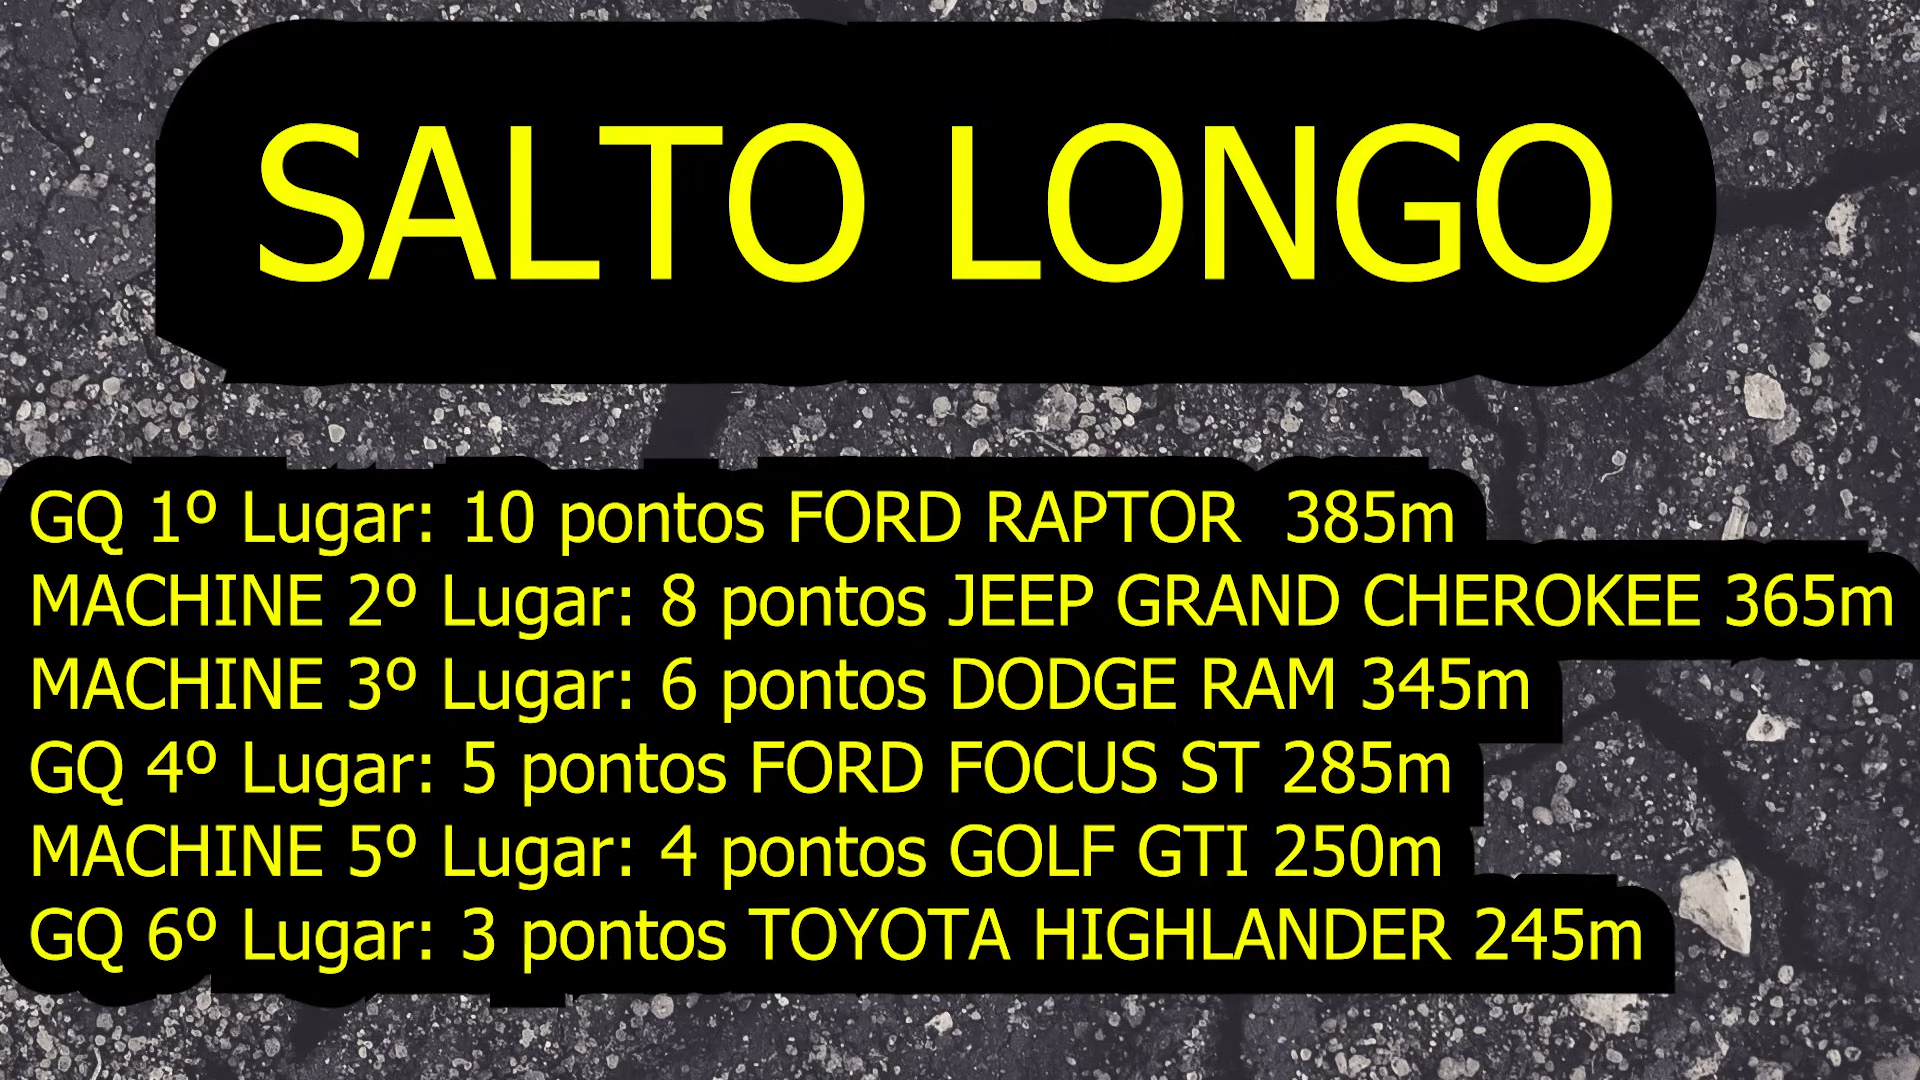 SALTO LONGO
GQ 1º Lugar: 10 pontos FORD RAPTOR  385m
MACHINE 2º Lugar: 8 pontos JEEP GRAND CHEROKEE 365m
MACHINE 3º Lugar: 6 pontos DODGE RAM 345m
GQ 4º Lugar: 5 pontos FORD FOCUS ST 285m
MACHINE 5º Lugar: 4 pontos GOLF GTI 250m
GQ 6º Lugar: 3 pontos TOYOTA HIGHLANDER 245m